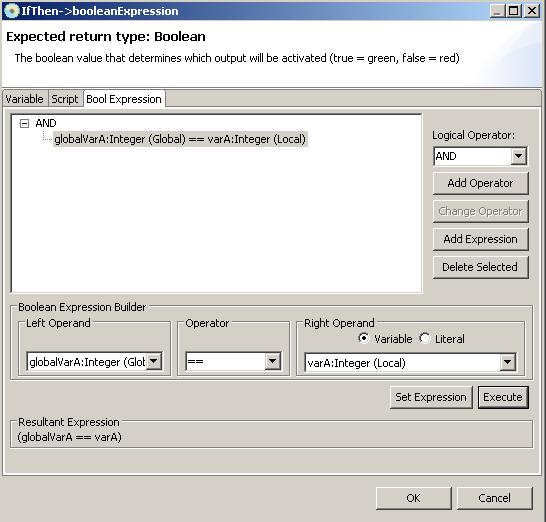 IfThen->booleanExpression
Expected return type: Boolean
The boolean value that determines which output will be activated (true = green, false = red)
Variable Script Bool Expression
AND
globalVarA:Integer (Global) == varA:Integer (Local)
Logical Operator:
AND
Add Operator
Change Operator
Add Expression
Delete Selected
Boolean Expression Builder
Left Operand
globalVarA:Integer (Glob
Operator
==
Right Operand
Variable Literal
varA:Integer (Local)
Set Expression Execute
Resultant Expression
(globalVarA == varA)
OK Cancel